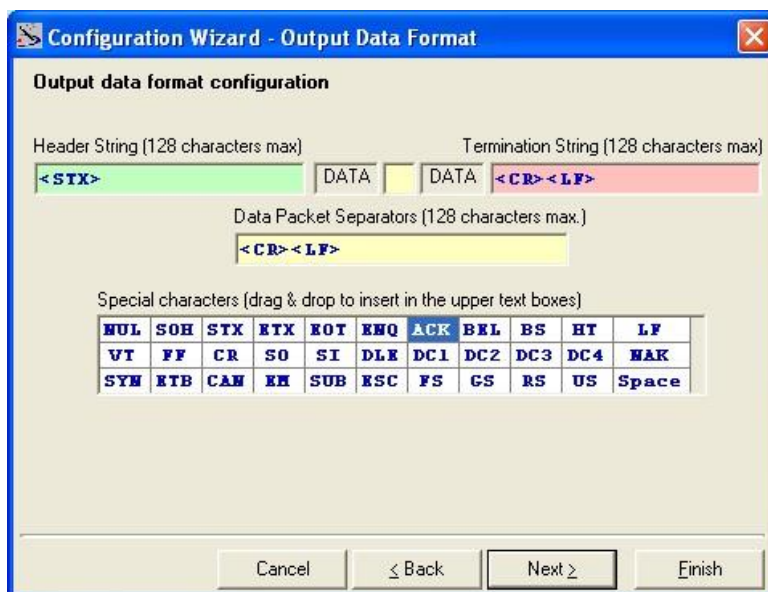 Configuration Wizard - Output Data Format
Output data format configuration
Header String (128 characters max)
Termination String (128 characters max)
<STX>
DATA
DATA
<CR><LF>
Data Packet Separators (128 characters max.)
<CR><LF>
Special characters (drag & drop to insert in the upper text boxes)
NUL SOH STX ETX EOT ENQ ACK BEL BS HT LF
VT FF CR SO SI DLE DC1 DC2 DC3 DC4 NAK
SYN ETB CAN EM SUB ESC FS GS RS US Space
Cancel
< Back
Next >
Finish